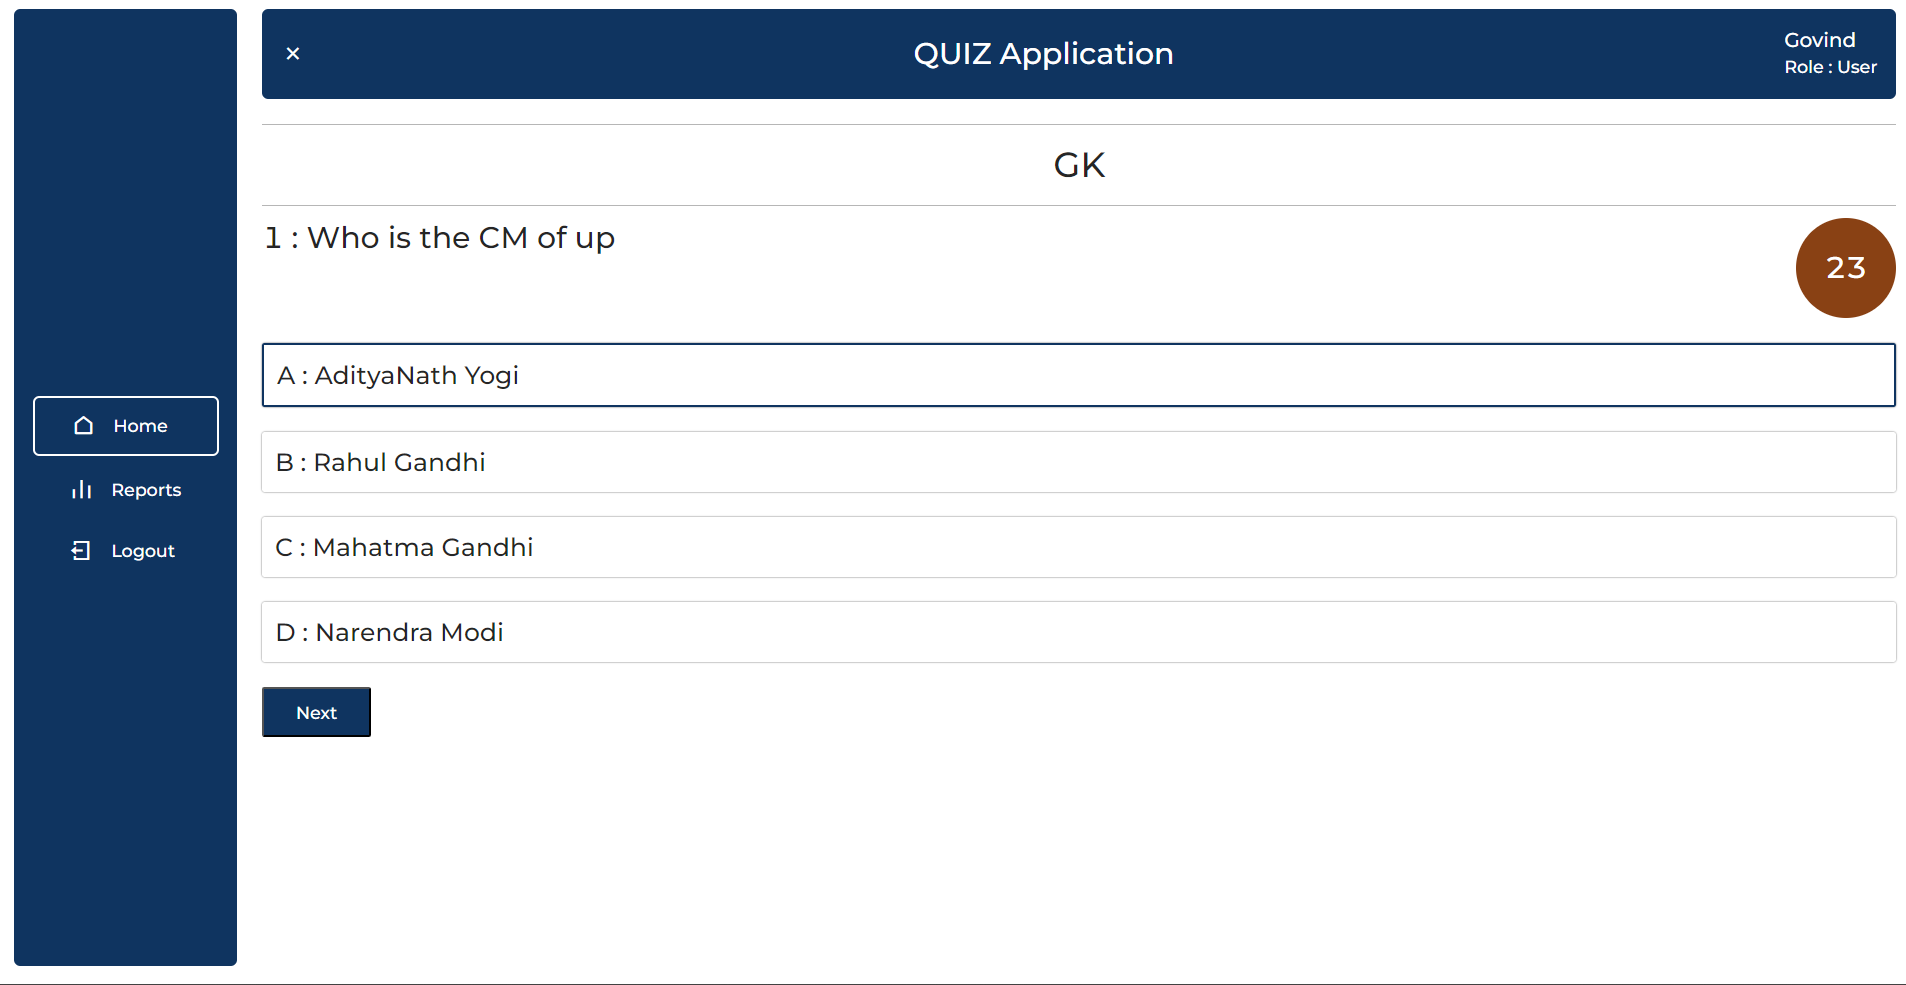 ×
QUIZ Application
Govind
Role : User
GK
1 : Who is the CM of up
23
A : AdityaNath Yogi
B : Rahul Gandhi
C : Mahatma Gandhi
D : Narendra Modi
Next
Home
Reports
Logout